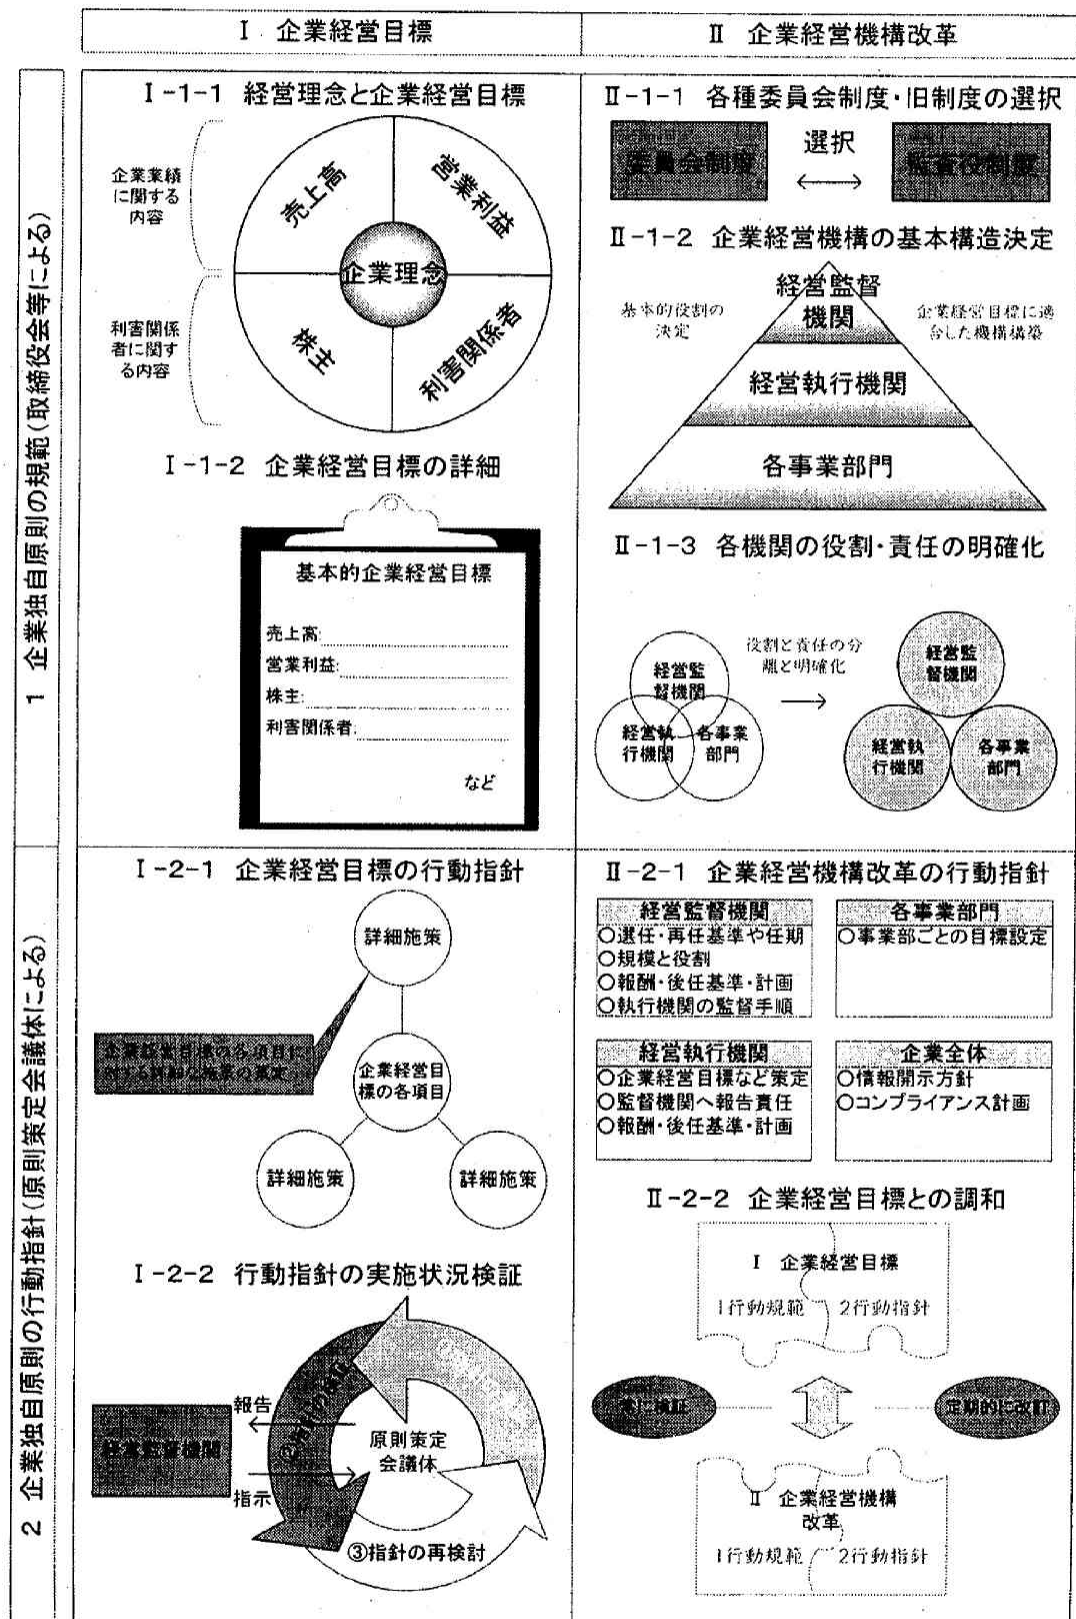 Ⅰ 企業経営目標
Ⅱ 企業経営機構改革
1 企業独自原則の規範(取締役会等による)
Ⅰ-1-1 経営理念と企業経営目標
企業業績
に関する
内容
利害関係
者に関す
る内容
売上高
営業利益
企業理念
株主
利害関係者
Ⅰ-1-2 企業経営目標の詳細
基本的企業経営目標
売上高:
営業利益:
株主:
利害関係者:
など
Ⅱ-1-1 各種委員会制度・旧制度の選択
委員会制度
選択
監査役制度
Ⅱ-1-2 企業経営機構の基本構造決定
基本的役割の
決定
経営監督
機関
企業経営目標に適
合した機構構築
経営執行機関
各事業部門
Ⅱ-1-3 各機関の役割・責任の明確化
経営監
督機関
経営執
行機関
各事業
部門
役割と責任の分
離と明確化
経営監
督機関
経営執
行機関
各事業
部門
2 企業独自原則の行動指針(原則策定会議体による)
Ⅰ-2-1 企業経営目標の行動指針
詳細施策
企業経営目標の各項目に
対する詳細な施策の策定
企業経営目
標の各項目
詳細施策
詳細施策
Ⅰ-2-2 行動指針の実施状況検証
経営監督機関
報告
指示
原則策定
会議体
③指針の再検討
Ⅱ-2-1 企業経営機構改革の行動指針
経営監督機関
○選任・再任基準や任期
○規模と役割
○報酬・後任基準・計画
○執行機関の監督手順
各事業部門
○事業部ごとの目標設定
経営執行機関
○企業経営目標など策定
○監督機関へ報告責任
○報酬・後任基準・計画
企業全体
○情報開示方針
○コンプライアンス計画
Ⅱ-2-2 企業経営目標との調和
Ⅰ 企業経営目標
1行動規範 2行動指針
常に検証
定期的に改訂
Ⅱ 企業経営機構
改革
1行動規範 2行動指針